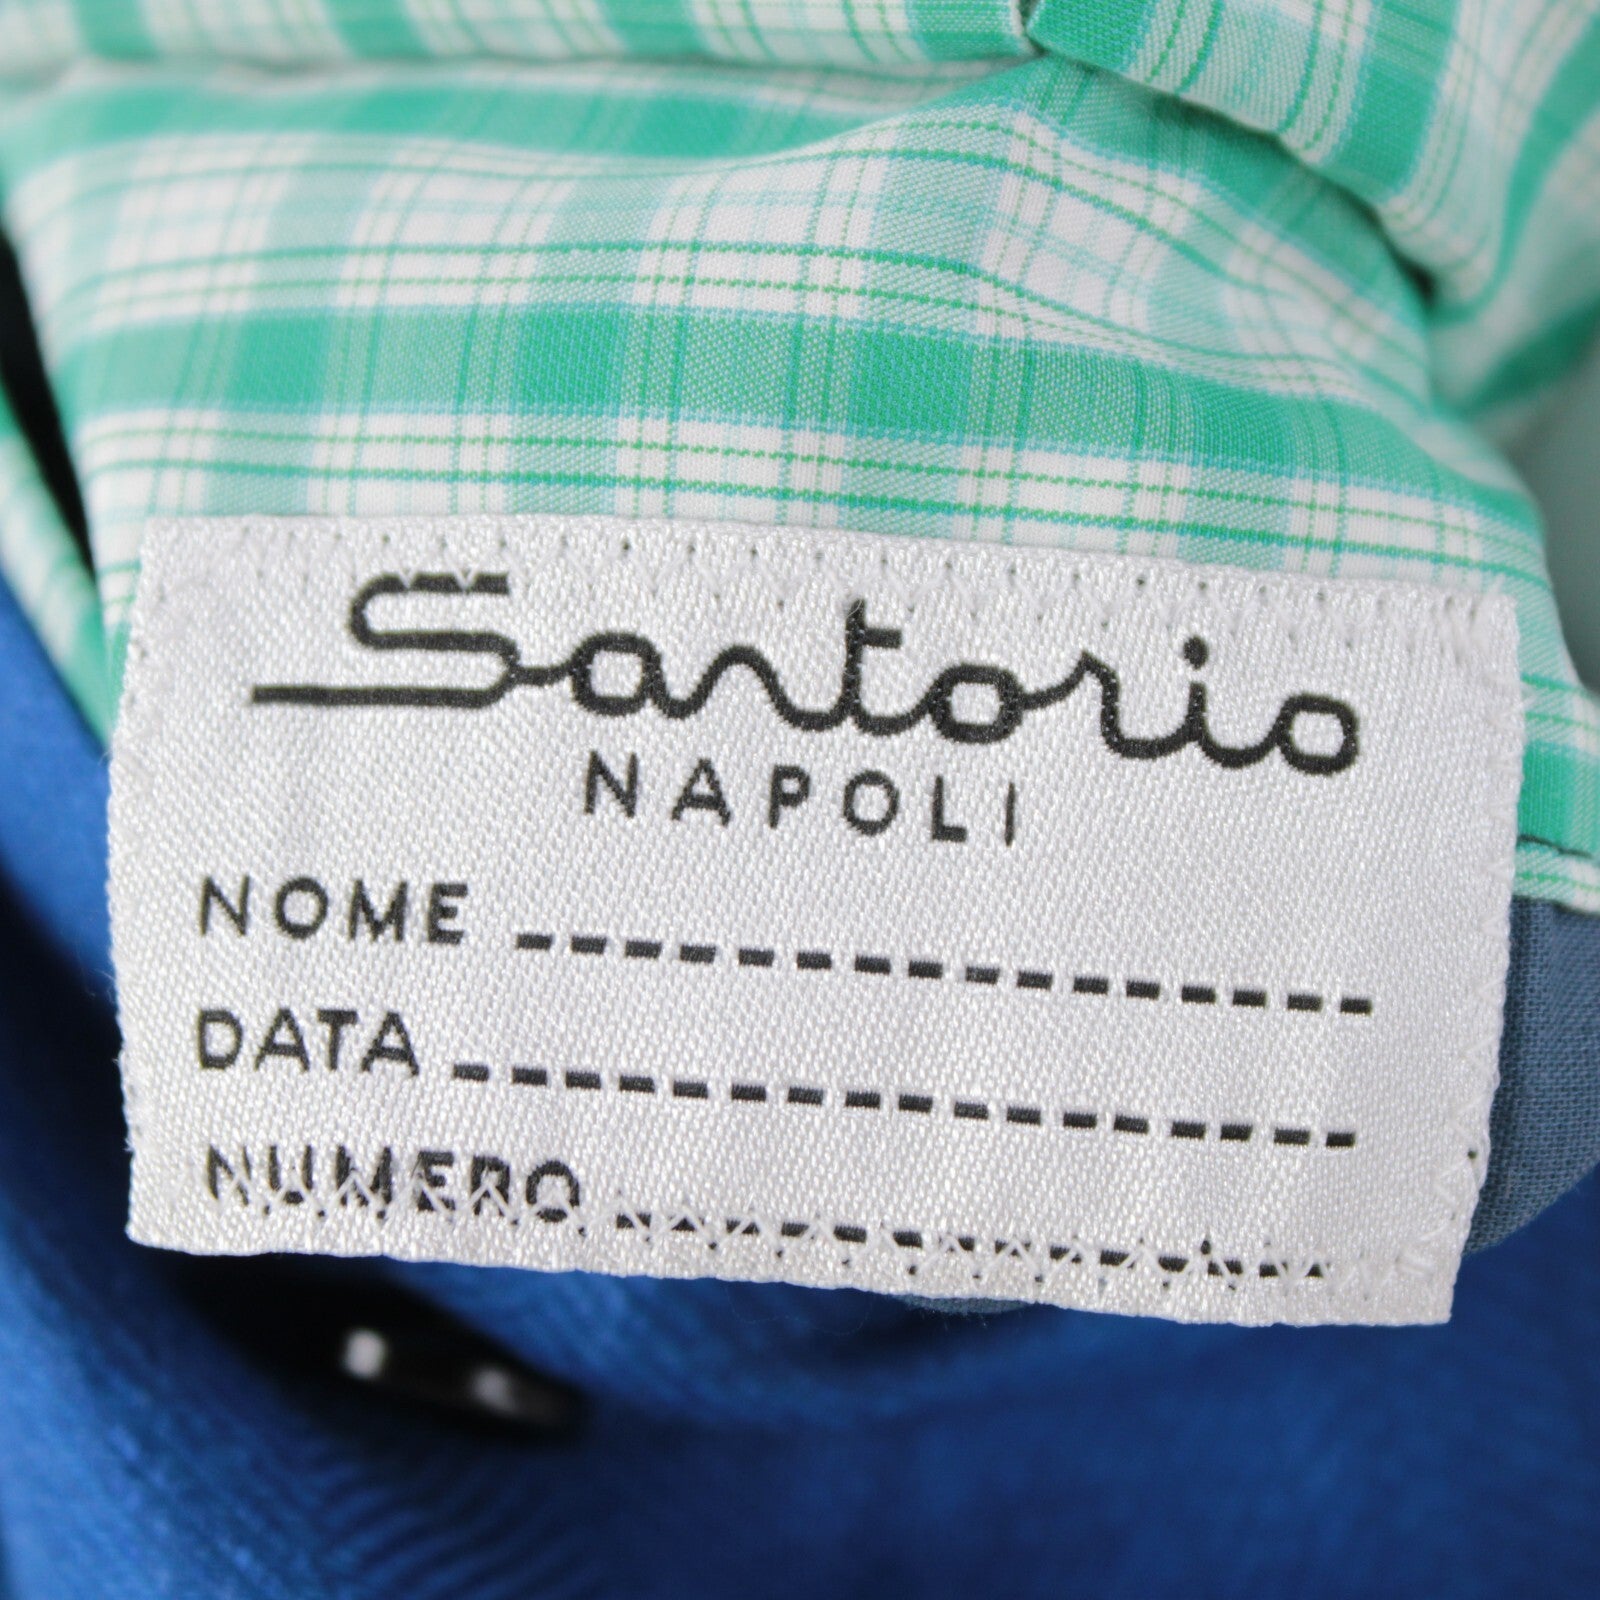 Sartorio
NAPOLI
NOME
DATA
NUMERO